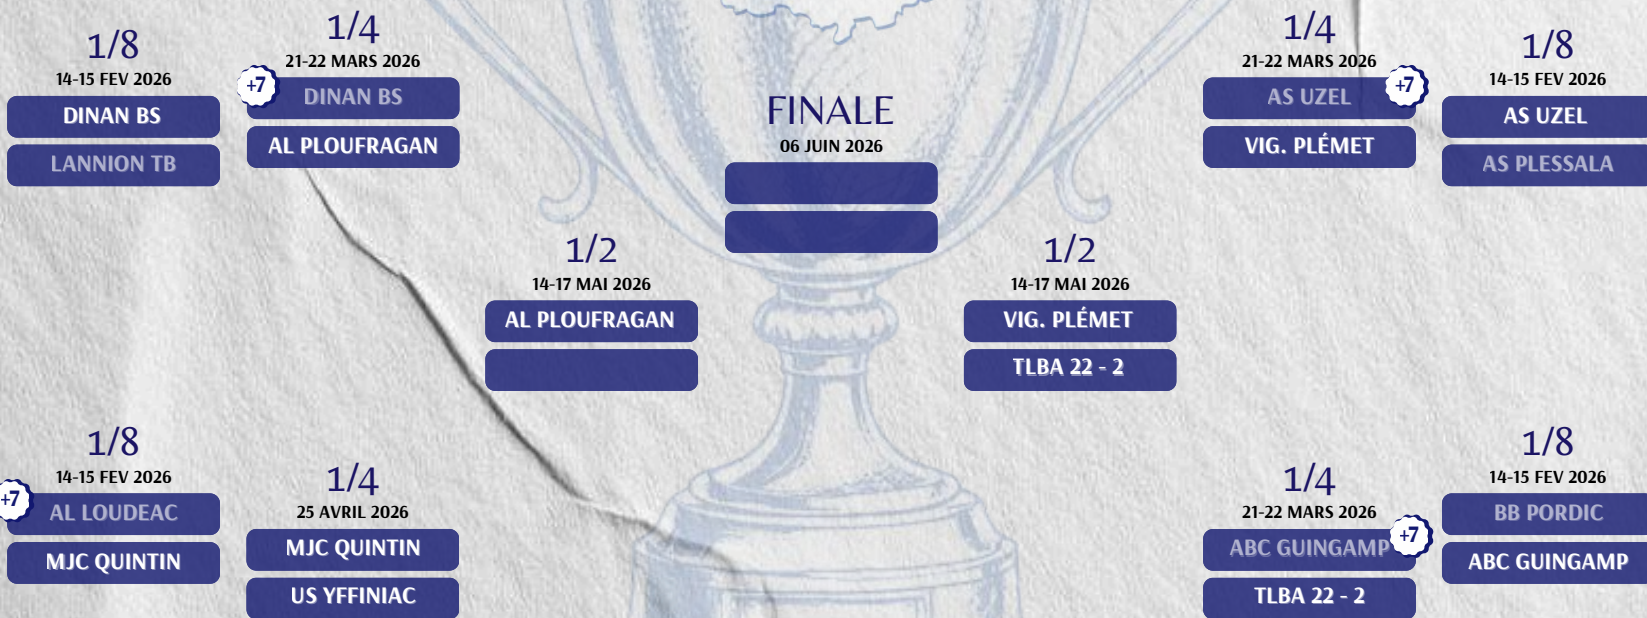 1/8
14-15 FEV 2026
DINAN BS
LANNION TB
1/4
21-22 MARS 2026
+7
DINAN BS
AL PLOUFRAGAN
FINALE
06 JUIN 2026
1/4
21-22 MARS 2026
AS UZEL
+7
VIG. PLÉMET
1/8
14-15 FEV 2026
AS UZEL
AS PLESSALA
1/2
14-17 MAI 2026
AL PLOUFRAGAN
1/2
14-17 MAI 2026
VIG. PLÉMET
TLBA 22 - 2
1/8
14-15 FEV 2026
+7
AL LOUDEAC
MJC QUINTIN
1/4
25 AVRIL 2026
MJC QUINTIN
US YFFINIAC
1/4
21-22 MARS 2026
ABC GUINGAMP
+7
TLBA 22 - 2
1/8
14-15 FEV 2026
BB PORDIC
ABC GUINGAMP